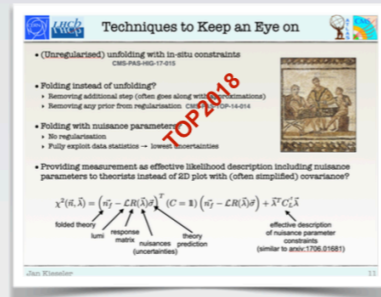 Techniques to Keep an Eye on
• (Unregularised) unfolding with in-situ constraints
CMS-PAS-HIG-17-015
• Folding instead of unfolding?
▸ Removing additional step (often goes along with approximations)
▸ Removing any prior from regularisation CMS-TOP-14-014
• Folding with nuisance parameters
▸ No regularisation
▸ Fully exploit data statistics → lowest uncertainties
TOP2018
• Providing measurement as effective likelihood description including nuisance
parameters to theorists instead of 2D plot with (often simplified) covariance?
folded theory
lumi
response
matrix
nuisances
(uncertainties)
theory
prediction
effective description
of nuisance parameter
constraints
(similar to arxiv:1706.01681)
Jan Kieseler
11